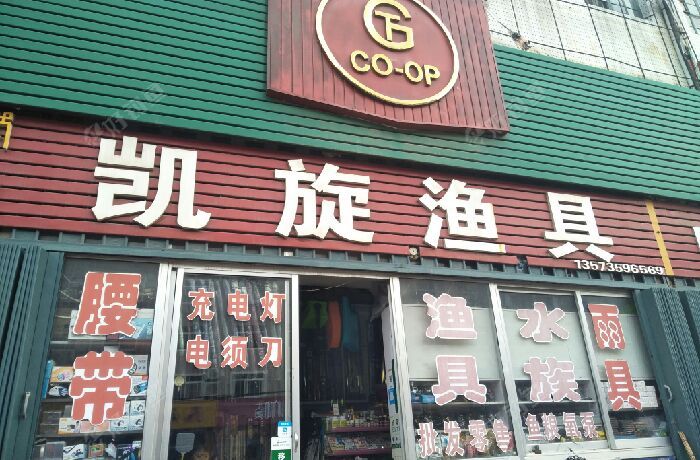 CO-OP
凯旋渔具
13573596569
腰带
充电灯
电须刀
渔具
批发零售
水族
鱼粮氧泵
雨具